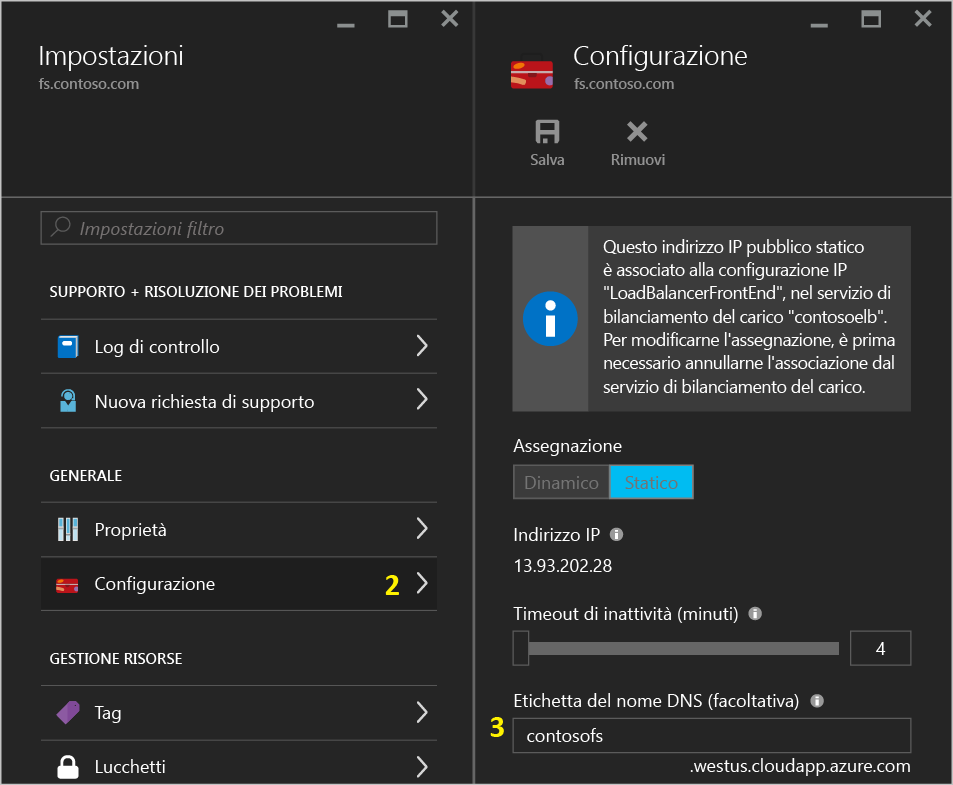 Impostazioni
fs.contoso.com
Impostazioni filtro
SUPPORTO + RISOLUZIONE DEI PROBLEMI
Log di controllo
Nuova richiesta di supporto
GENERALE
Proprietà
Configurazione 2
GESTIONE RISORSE
Tag
Lucchetti
Configurazione
fs.contoso.com
Salva Rimuovi
Questo indirizzo IP pubblico statico
è associato alla configurazione IP
"LoadBalancerFrontEnd", nel servizio di
bilanciamento del carico "contosoelb".
Per modificarne l'assegnazione, è prima
necessario annullarne l'associazione dal
servizio di bilanciamento del carico.
Assegnazione
Dinamico Statico
Indirizzo IP
13.93.202.28
Timeout di inattività (minuti)
4
Etichetta del nome DNS (facoltativa)
3 contosofs
.westus.cloudapp.azure.com